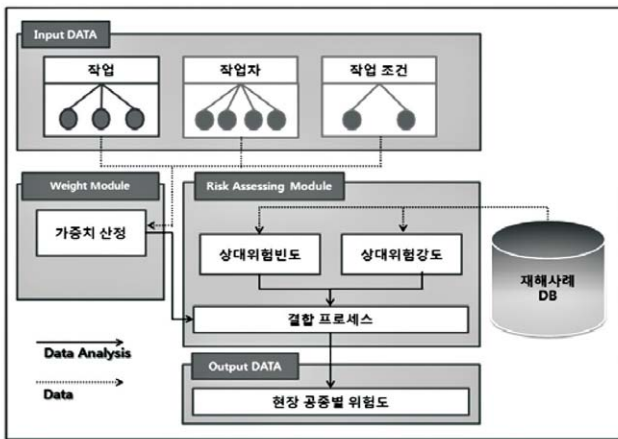 Input DATA
작업
작업자
작업 조건
Weight Module
Risk Assessing Module
가중치 산정
상대위험빈도
상대위험강도
재해사례
DB
결합 프로세스
Data Analysis
Data
Output DATA
현장 공종별 위험도